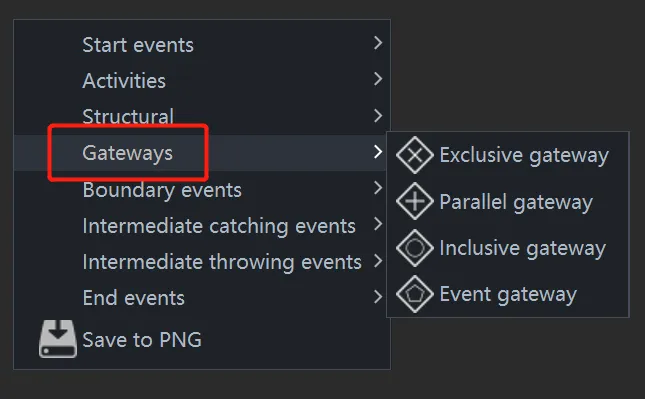 Start events
Activities
Structural
Gateways
Boundary events
Intermediate catching events
Intermediate throwing events
End events
Save to PNG
Exclusive gateway
Parallel gateway
Inclusive gateway
Event gateway